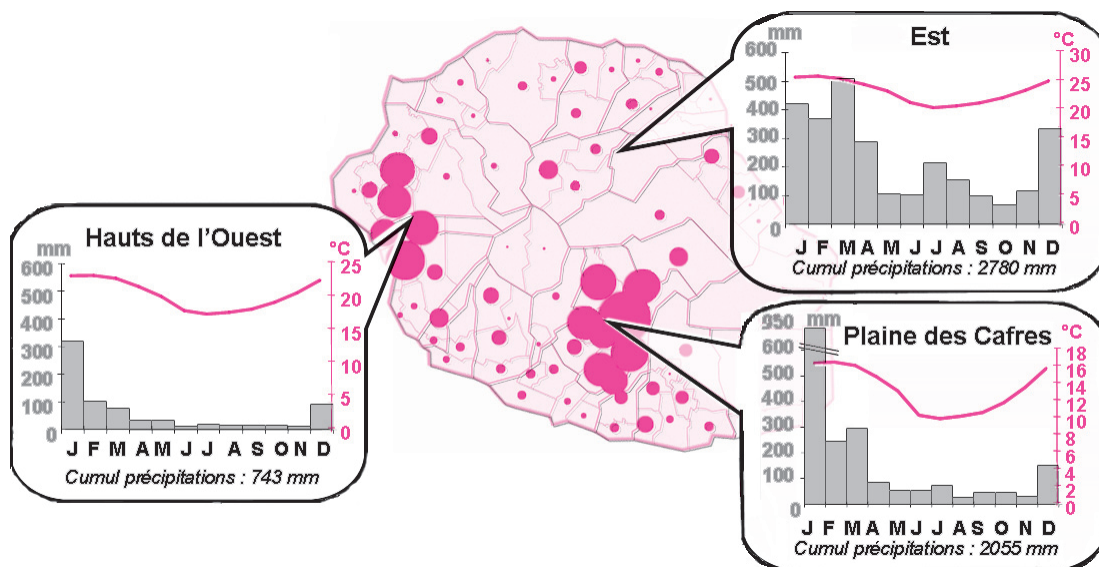 mm
Est
°C
600
500
400
300
200
100
0
30
25
20
15
10
5
0
J F M A M J J A S O N D
Cumul précipitations : 2780 mm
Hauts de l'Ouest
mm
°C
600
500
400
300
200
100
0
25
20
15
10
5
0
J F M A M J J A S O N D
Cumul précipitations : 743 mm
950 mm
Plaine des Cafres
°C
600
500
400
300
200
100
0
18
16
14
12
10
8
6
4
2
0
J F M A M J J A S O N D
Cumul précipitations : 2055 mm